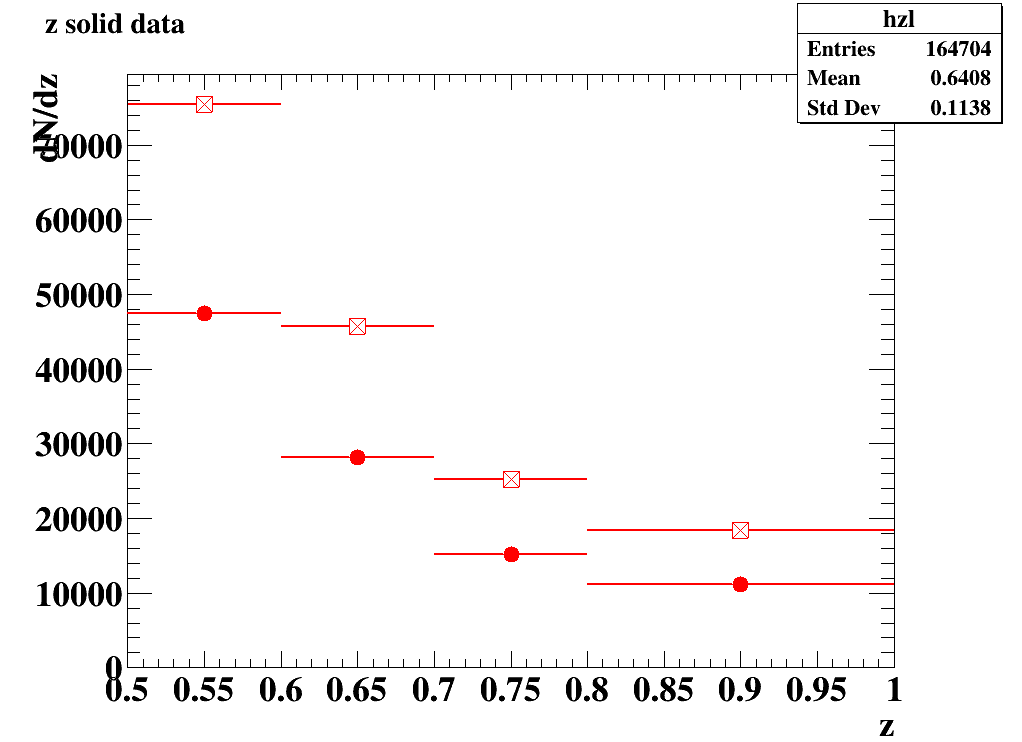 z solid data
hzl
Entries 164704
Mean 0.6408
Std Dev 0.1138
dN/dz
70000
60000
50000
40000
30000
20000
10000
0
0.5 0.55 0.6 0.65 0.7 0.75 0.8 0.85 0.9 0.95 1
z